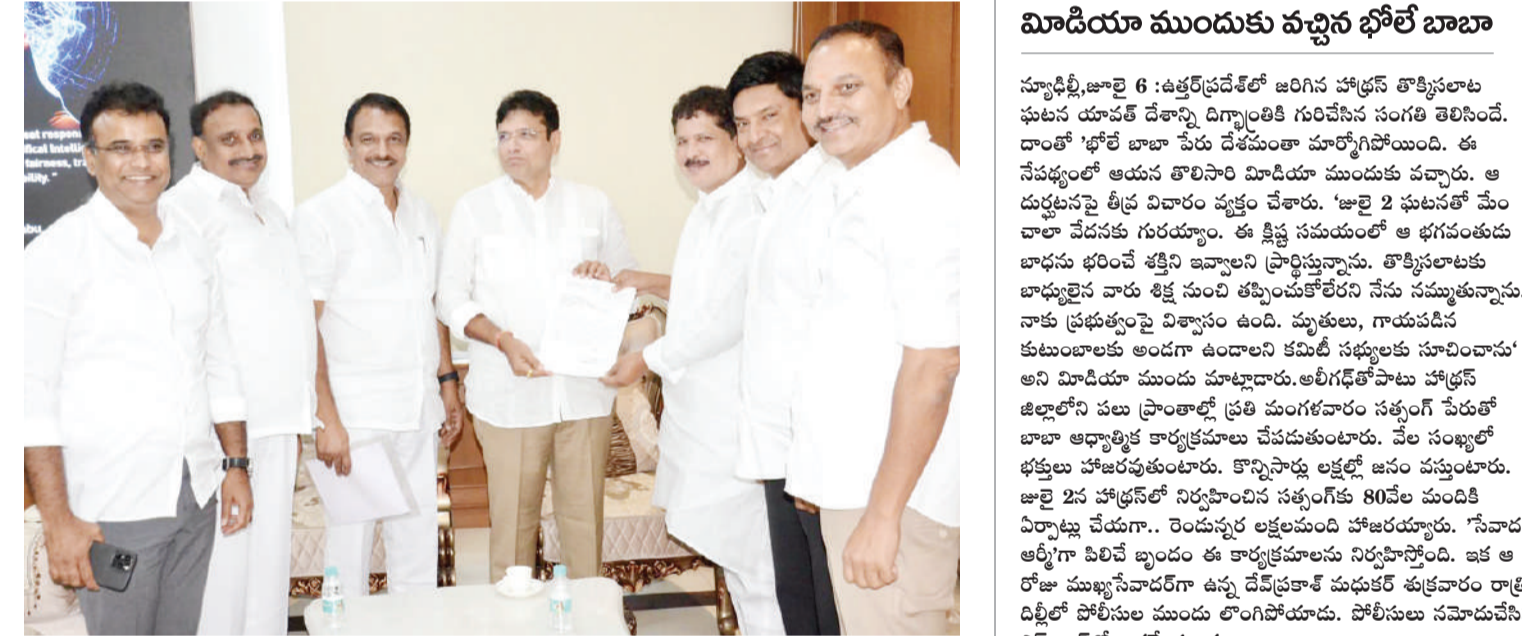 fairness,
ility. "
మీడియా ముందుకు వచ్చిన భోలే బాబా
న్యూఢిల్లీ,జూలై 6 :ఉత్తర్‌ప్రదేశ్‌లో జరిగిన హాథ్రస్ తొక్కిసలాట
ఘటన యావత్ దేశాన్ని దిగ్భ్రాంతికి గురిచేసిన సంగతి తెలిసిందే.
దాంతో 'భోలే బాబా పేరు దేశమంతా మార్మోగిపోయింది. ఈ
నేపథ్యంలో ఆయన తొలిసారి మీడియా ముందుకు వచ్చారు. ఆ
దుర్ఘటనపై తీవ్ర విచారం వ్యక్తం చేశారు. 'జులై 2 ఘటనతో మేం
చాలా వేదనకు గురయ్యాం. ఈ క్లిష్ట సమయంలో ఆ భగవంతుడు
బాధను భరించే శక్తిని ఇవ్వాలని ప్రార్థిస్తున్నాను. తొక్కిసలాటకు
బాధ్యులైన వారు శిక్ష నుంచి తప్పించుకోలేరని నేను నమ్ముతున్నాను.
నాకు ప్రభుత్వంపై విశ్వాసం ఉంది. మృతులు, గాయపడిన
కుటుంబాలకు అండగా ఉండాలని కమిటీ సభ్యులకు సూచించాను'
అని మీడియా ముందు మాట్లాడారు.అలీగఢ్‌తోపాటు హాథ్రస్
జిల్లాలోని పలు ప్రాంతాల్లో ప్రతి మంగళవారం సత్సంగ్ పేరుతో
బాబా ఆధ్యాత్మిక కార్యక్రమాలు చేపడుతుంటారు. వేల సంఖ్యలో
భక్తులు హాజరవుతుంటారు. కొన్నిసార్లు లక్షల్లో జనం వస్తుంటారు.
జులై 2న హాథ్రస్‌లో నిర్వహించిన సత్సంగ్‌కు 80వేల మందికి
ఏర్పాట్లు చేయగా.. రెండున్నర లక్షలమంది హాజరయ్యారు. 'సేవాద
ఆర్మీ'గా పిలిచే బృందం ఈ కార్యక్రమాలను నిర్వహిస్తోంది. ఇక ఆ
రోజు ముఖ్యసేవాదర్‌గా ఉన్న దేవ్‌ప్రకాశ్ మధుకర్ శుక్రవారం రాత్రి
దిల్లీలో పోలీసుల ముందు లొంగిపోయాడు. పోలీసులు నమోదుచేసి